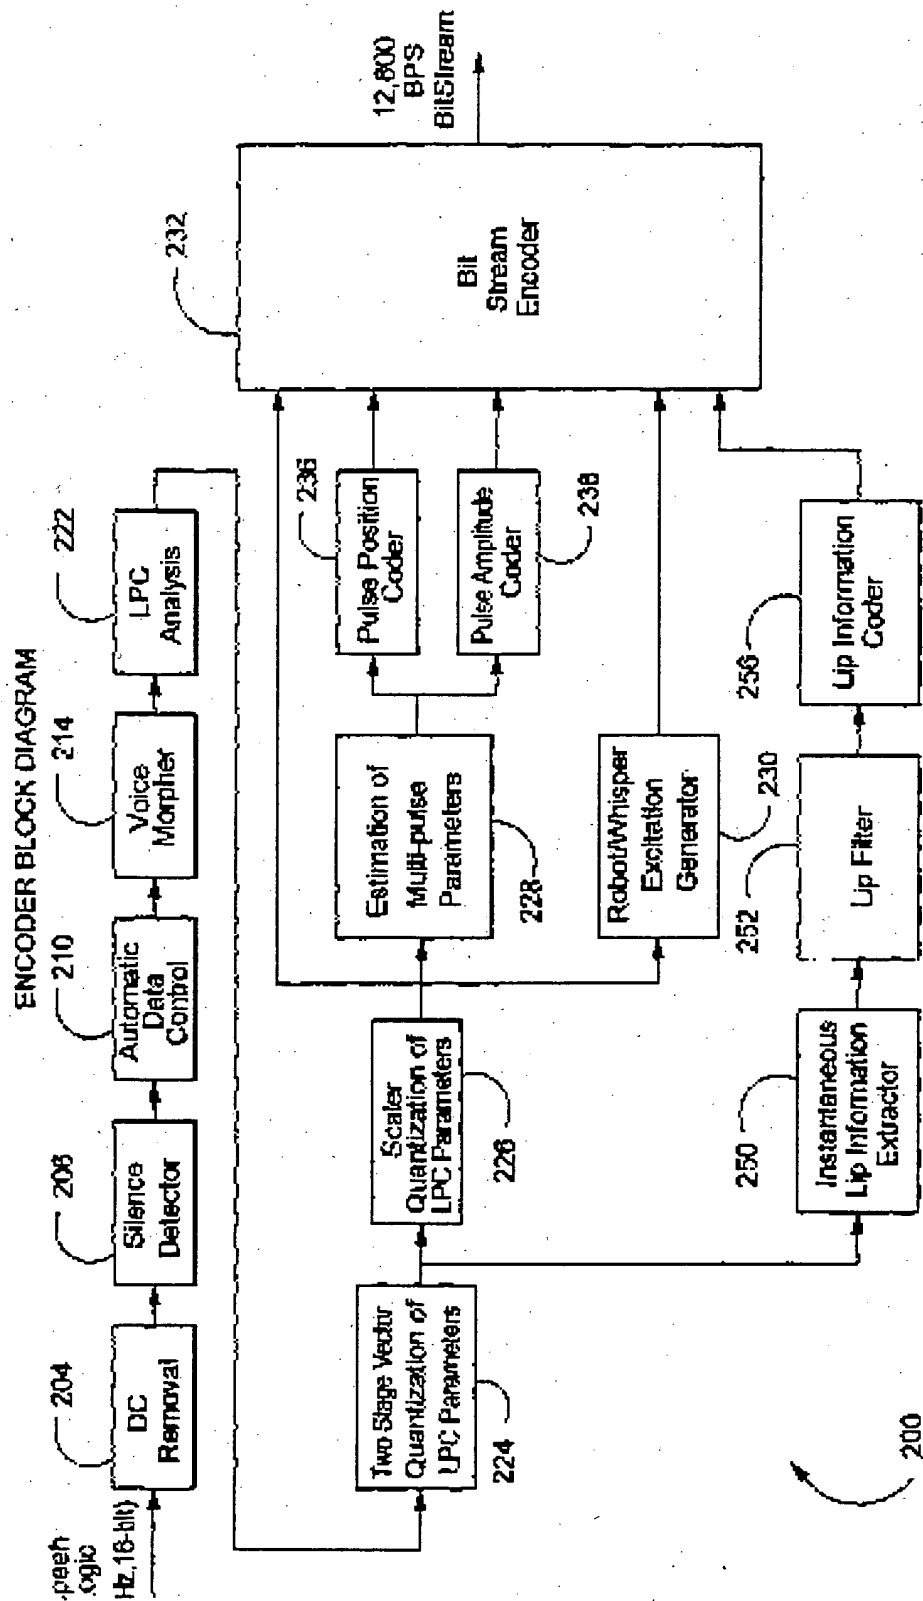 ENCODER BLOCK DIAGRAM
Hz,16-bit)
204
DC
Removal
206
Silence
Detector
210
Automatic
Data
Control
214
Voice
Morpher
222
LPC
Analysis
Two Stage Vector
Quantization of
LPC Parameters
224
Scaler
Quantization of
LPC Parameters
226
Estimation of
Multi-pulse
Parameters
228
236
Pulse Position
Coder
Pulse Amplitude
Coder
238
Robot/Whisper
Excitation
Generator
230
250
Instantaneous
Lip Information
Extractor
252
Lip Filter
256
Lip Information
Coder
232
Bit
Stream
Encoder
12,800
BPS
BitStream
200